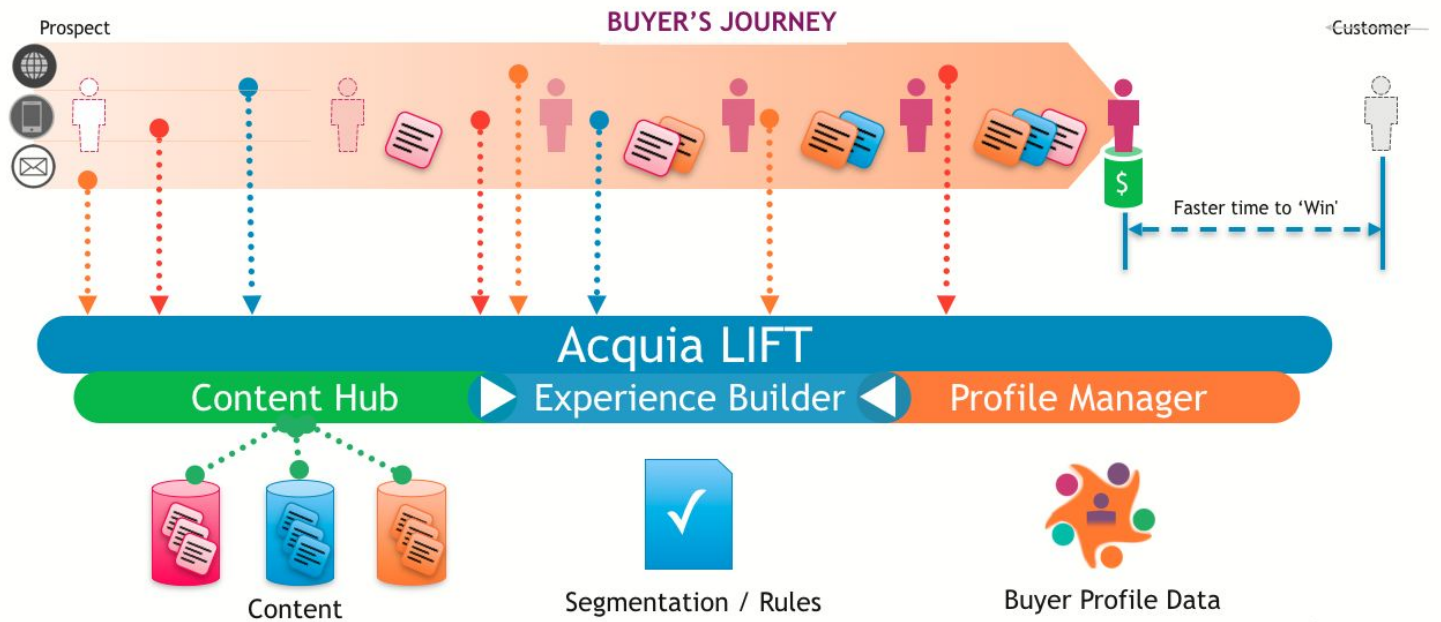 BUYER’S JOURNEY
Prospect
Customer
$
Faster time to ‘Win'
Acquia LIFT
Content Hub
Experience Builder
Profile Manager
Content
Segmentation / Rules
Buyer Profile Data